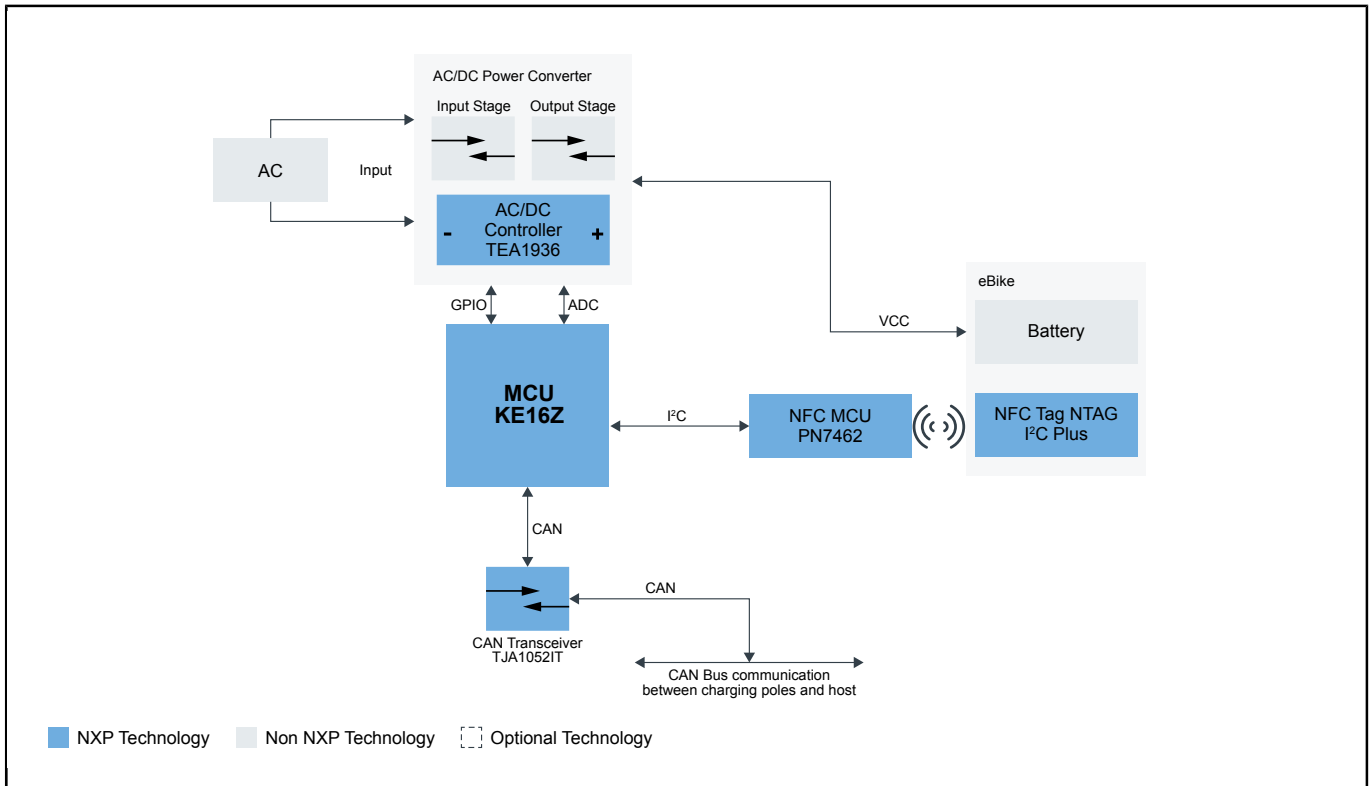 AC/DC Power Converter
Input Stage
Output Stage
AC
Input
AC/DC
Controller
TEA1936
-
+
GPIO
ADC
eBike
Battery
VCC
MCU
KE16Z
I²C
NFC MCU
PN7462
NFC Tag NTAG
I²C Plus
CAN
CAN
CAN Transceiver
TJA1052IT
CAN Bus communication
between charging poles and host
NXP Technology
Non NXP Technology
Optional Technology